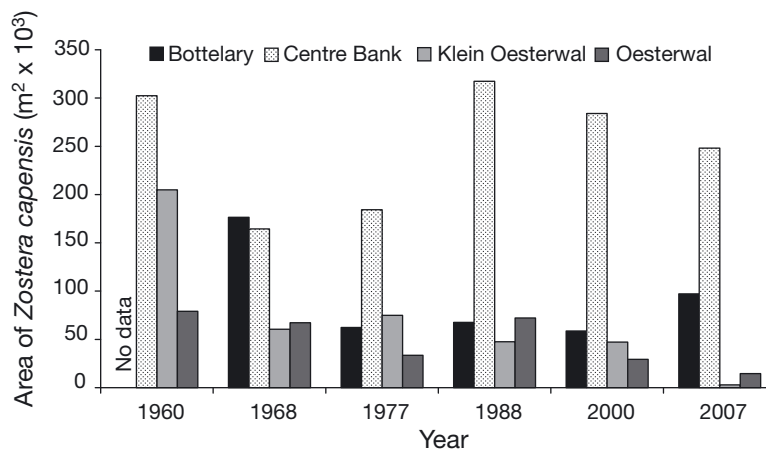 Bottelary Centre Bank Klein Oesterwal Oesterwal
Area of Zostera capensis (m² x 10³)
350
300
250
200
150
100
50
0
No data
1960 1968 1977 1988 2000 2007
Year